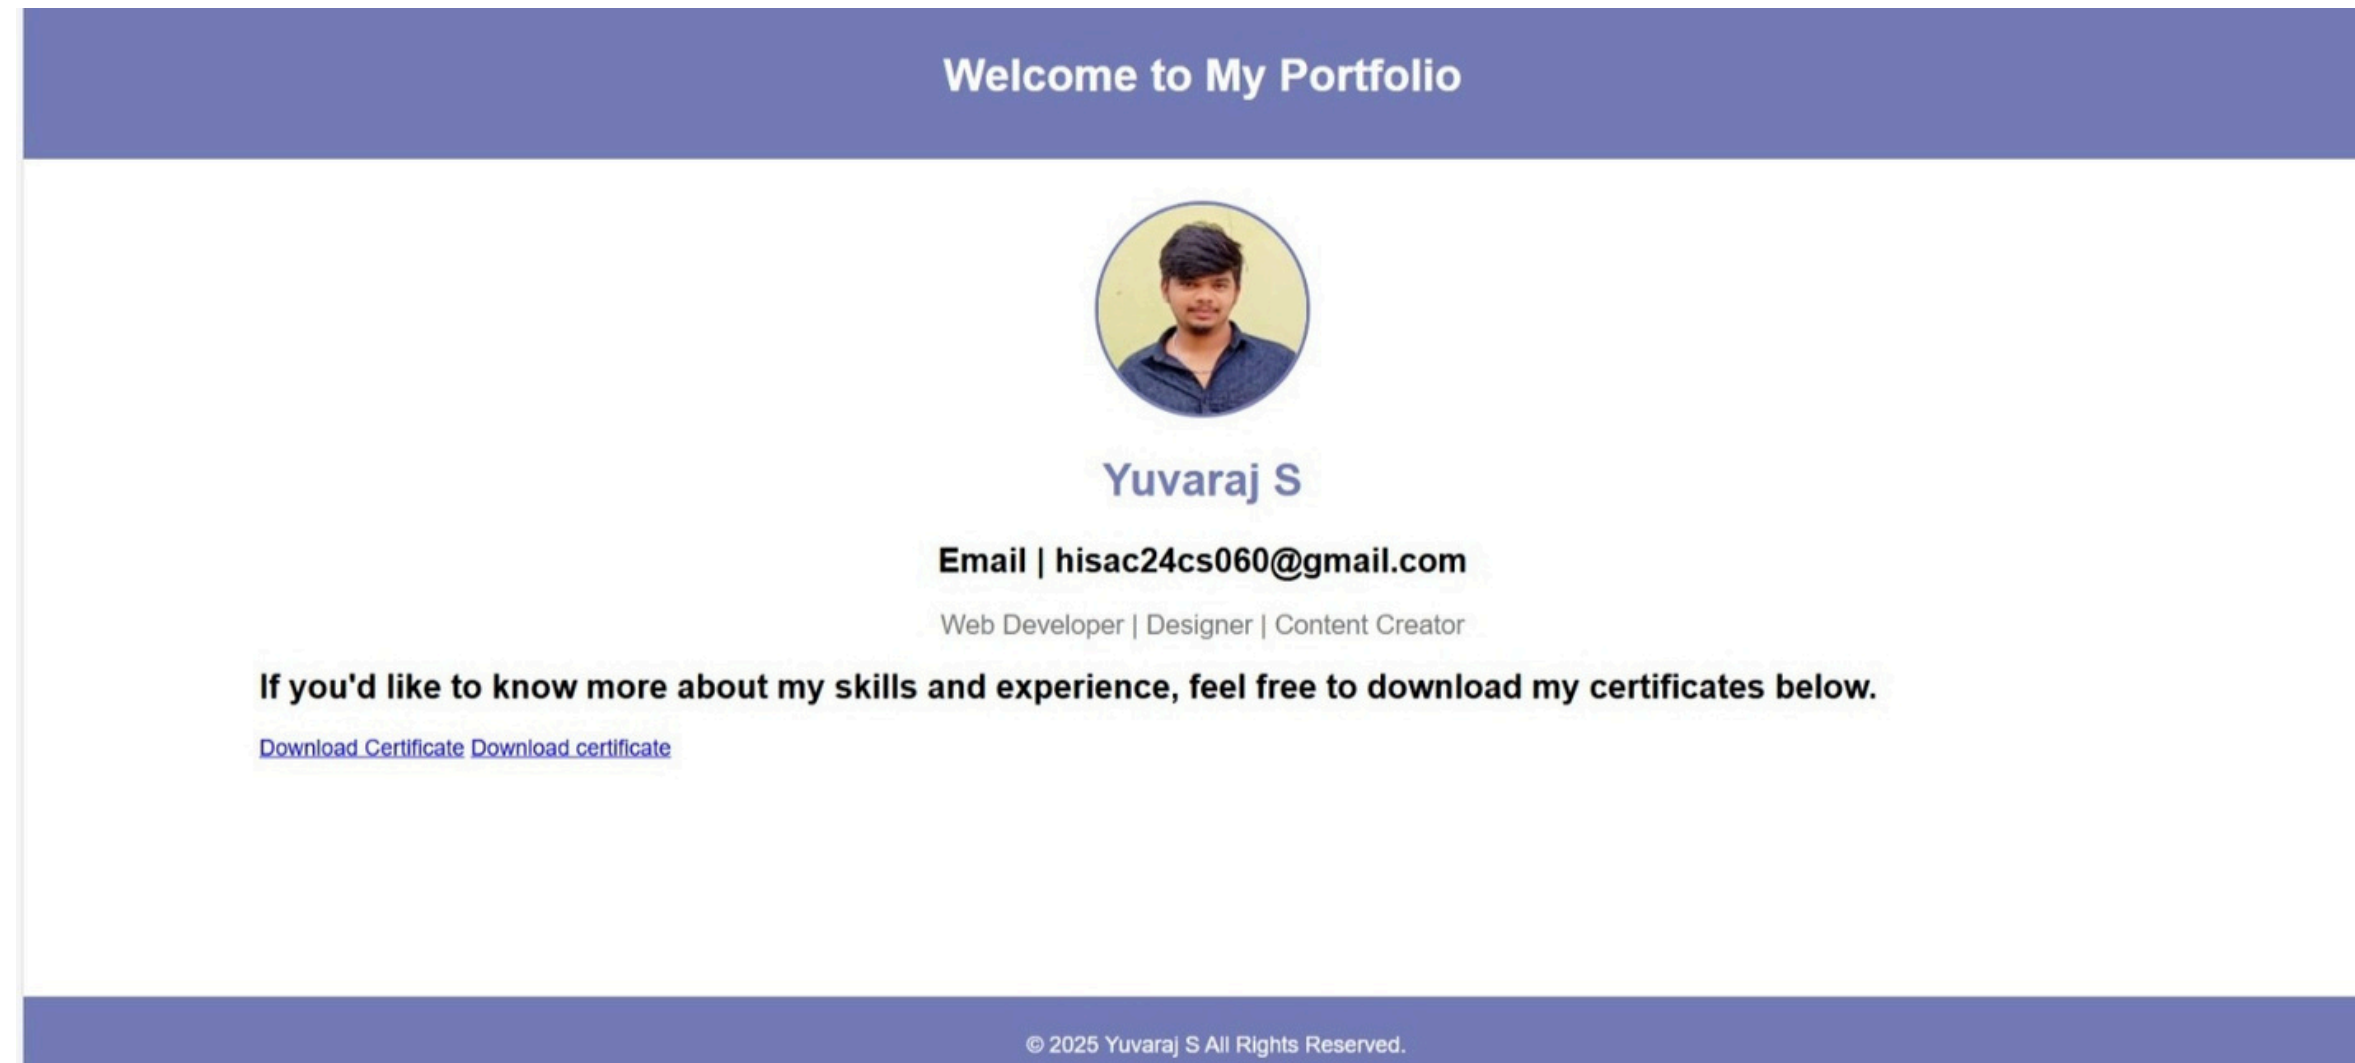 Welcome to My Portfolio
Yuvaraj S
Email | hisac24cs060@gmail.com
Web Developer | Designer | Content Creator
If you'd like to know more about my skills and experience, feel free to download my certificates below.
Download Certificate Download certificate
© 2025 Yuvaraj S All Rights Reserved.